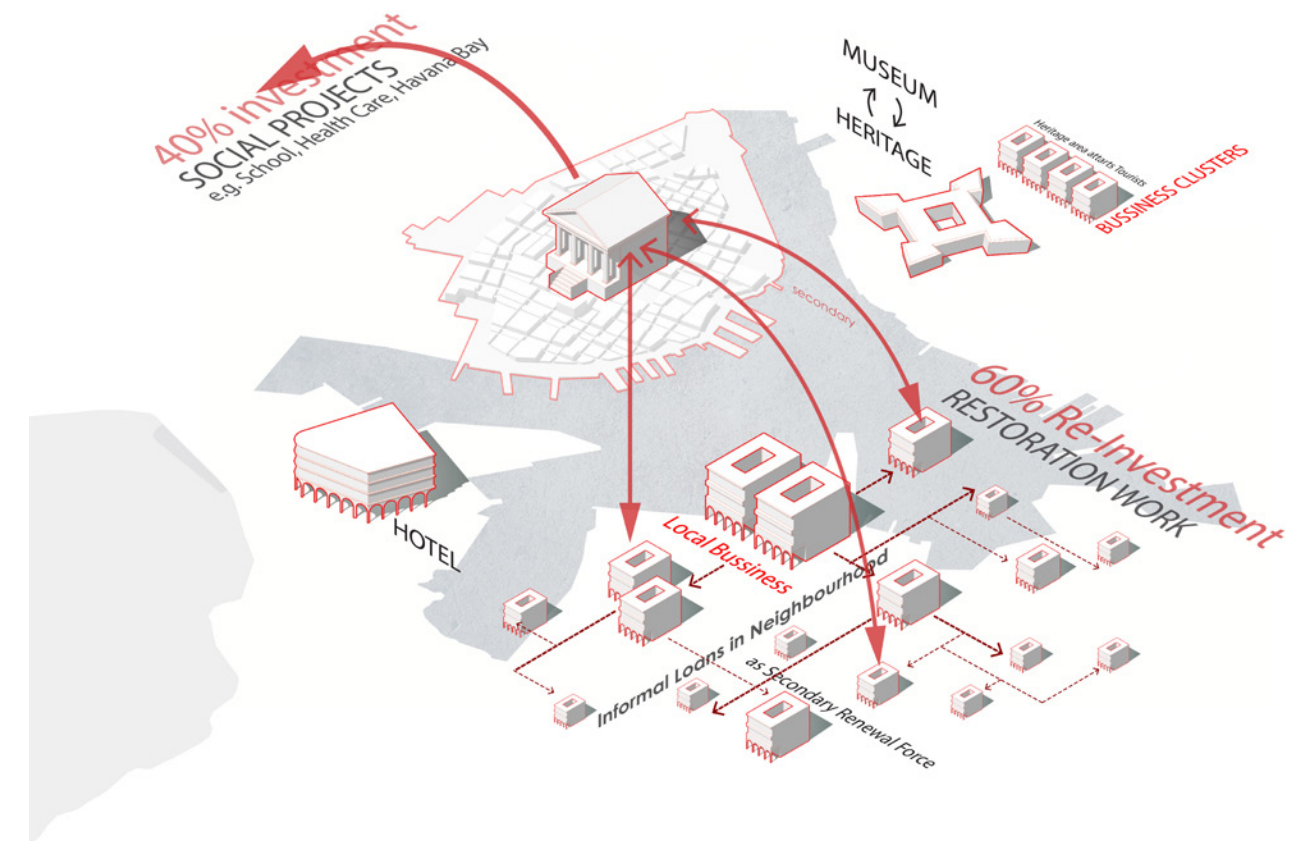 40% investment
SOCIAL PROJECTS
e.g. School, Health Care, Havana Bay
MUSEUM
HERITAGE
Heritage area attarts Tourists
BUSSINESS CLUSTERS
secondary
60% Re-Investment
RESTORATION WORK
HOTEL
Local Bussiness
Informal Loans in Neighbourhood
as Secondary Renewal Force